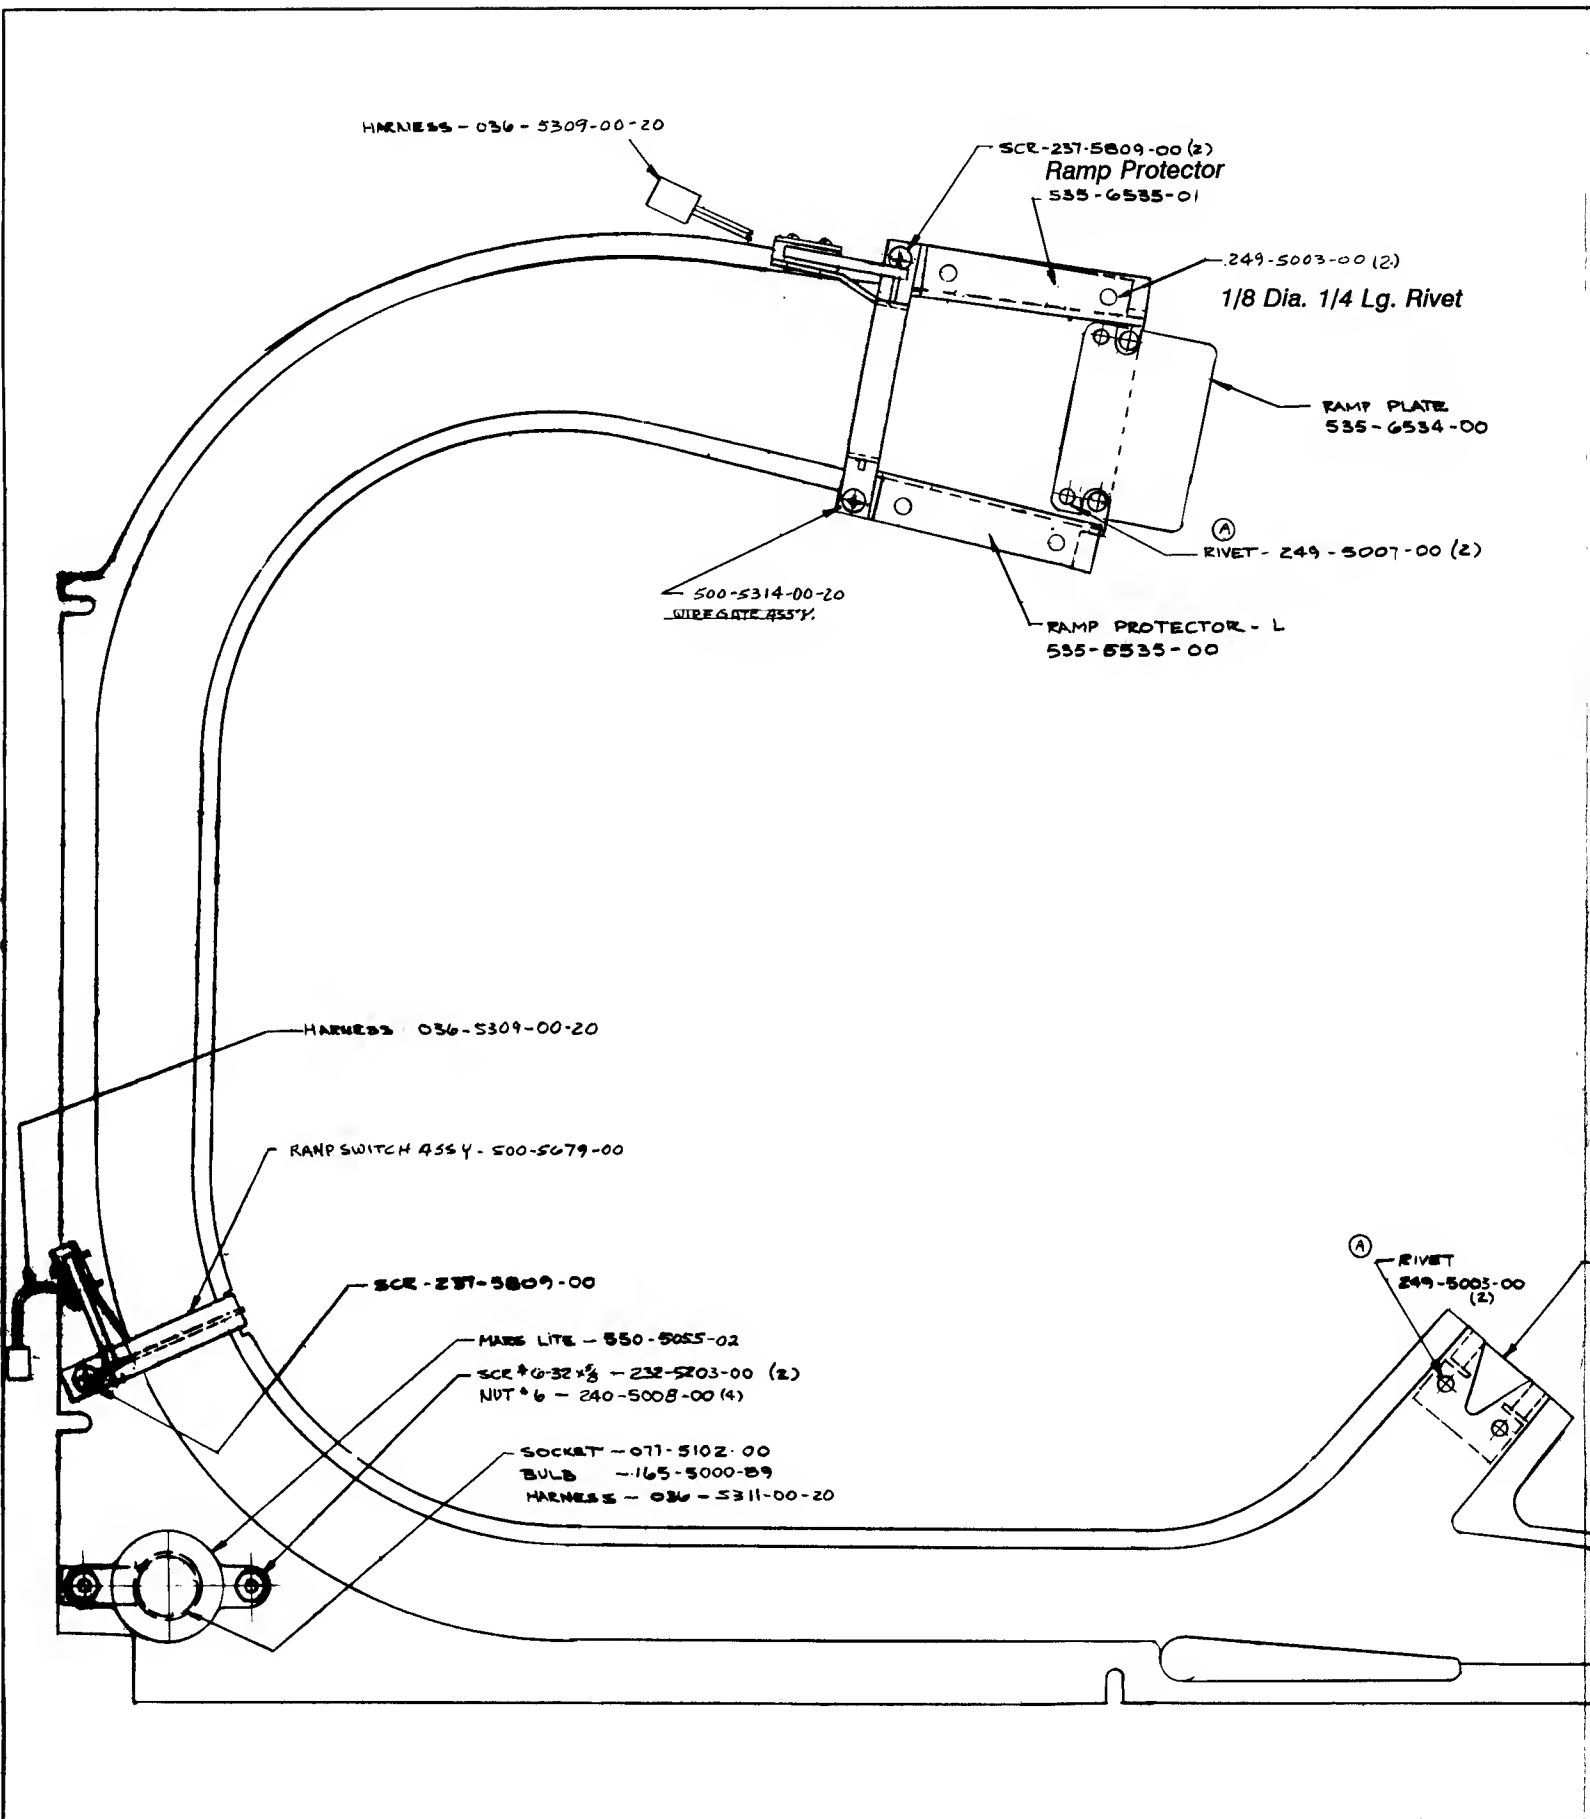 HARNESS - 036 - 5309-00-20
SCR-237-5809-00 (2)
Ramp Protector
535-6535-01
249-5003-00 (2)
1/8 Dia. 1/4 Lg. Rivet
RAMP PLATE
535-6534-00
A
RIVET - 249-5007-00 (2)
500-5314-00-20
WIREGATE ASS'Y.
RAMP PROTECTOR - L
535-6535-00
HARNESS 036-5309-00-20
RAMP SWITCH ASSY - 500-5679-00
SCR - 237-5809-00
MARS LITE - 550-5055-02
SCR #6-32 x 5/8 - 232-5203-00 (2)
NUT #6 - 240-5008-00 (4)
SOCKET - 077-5102-00
BULB - 165-5000-89
HARNESS - 036-5311-00-20
A
RIVET
249-5003-00
(2)